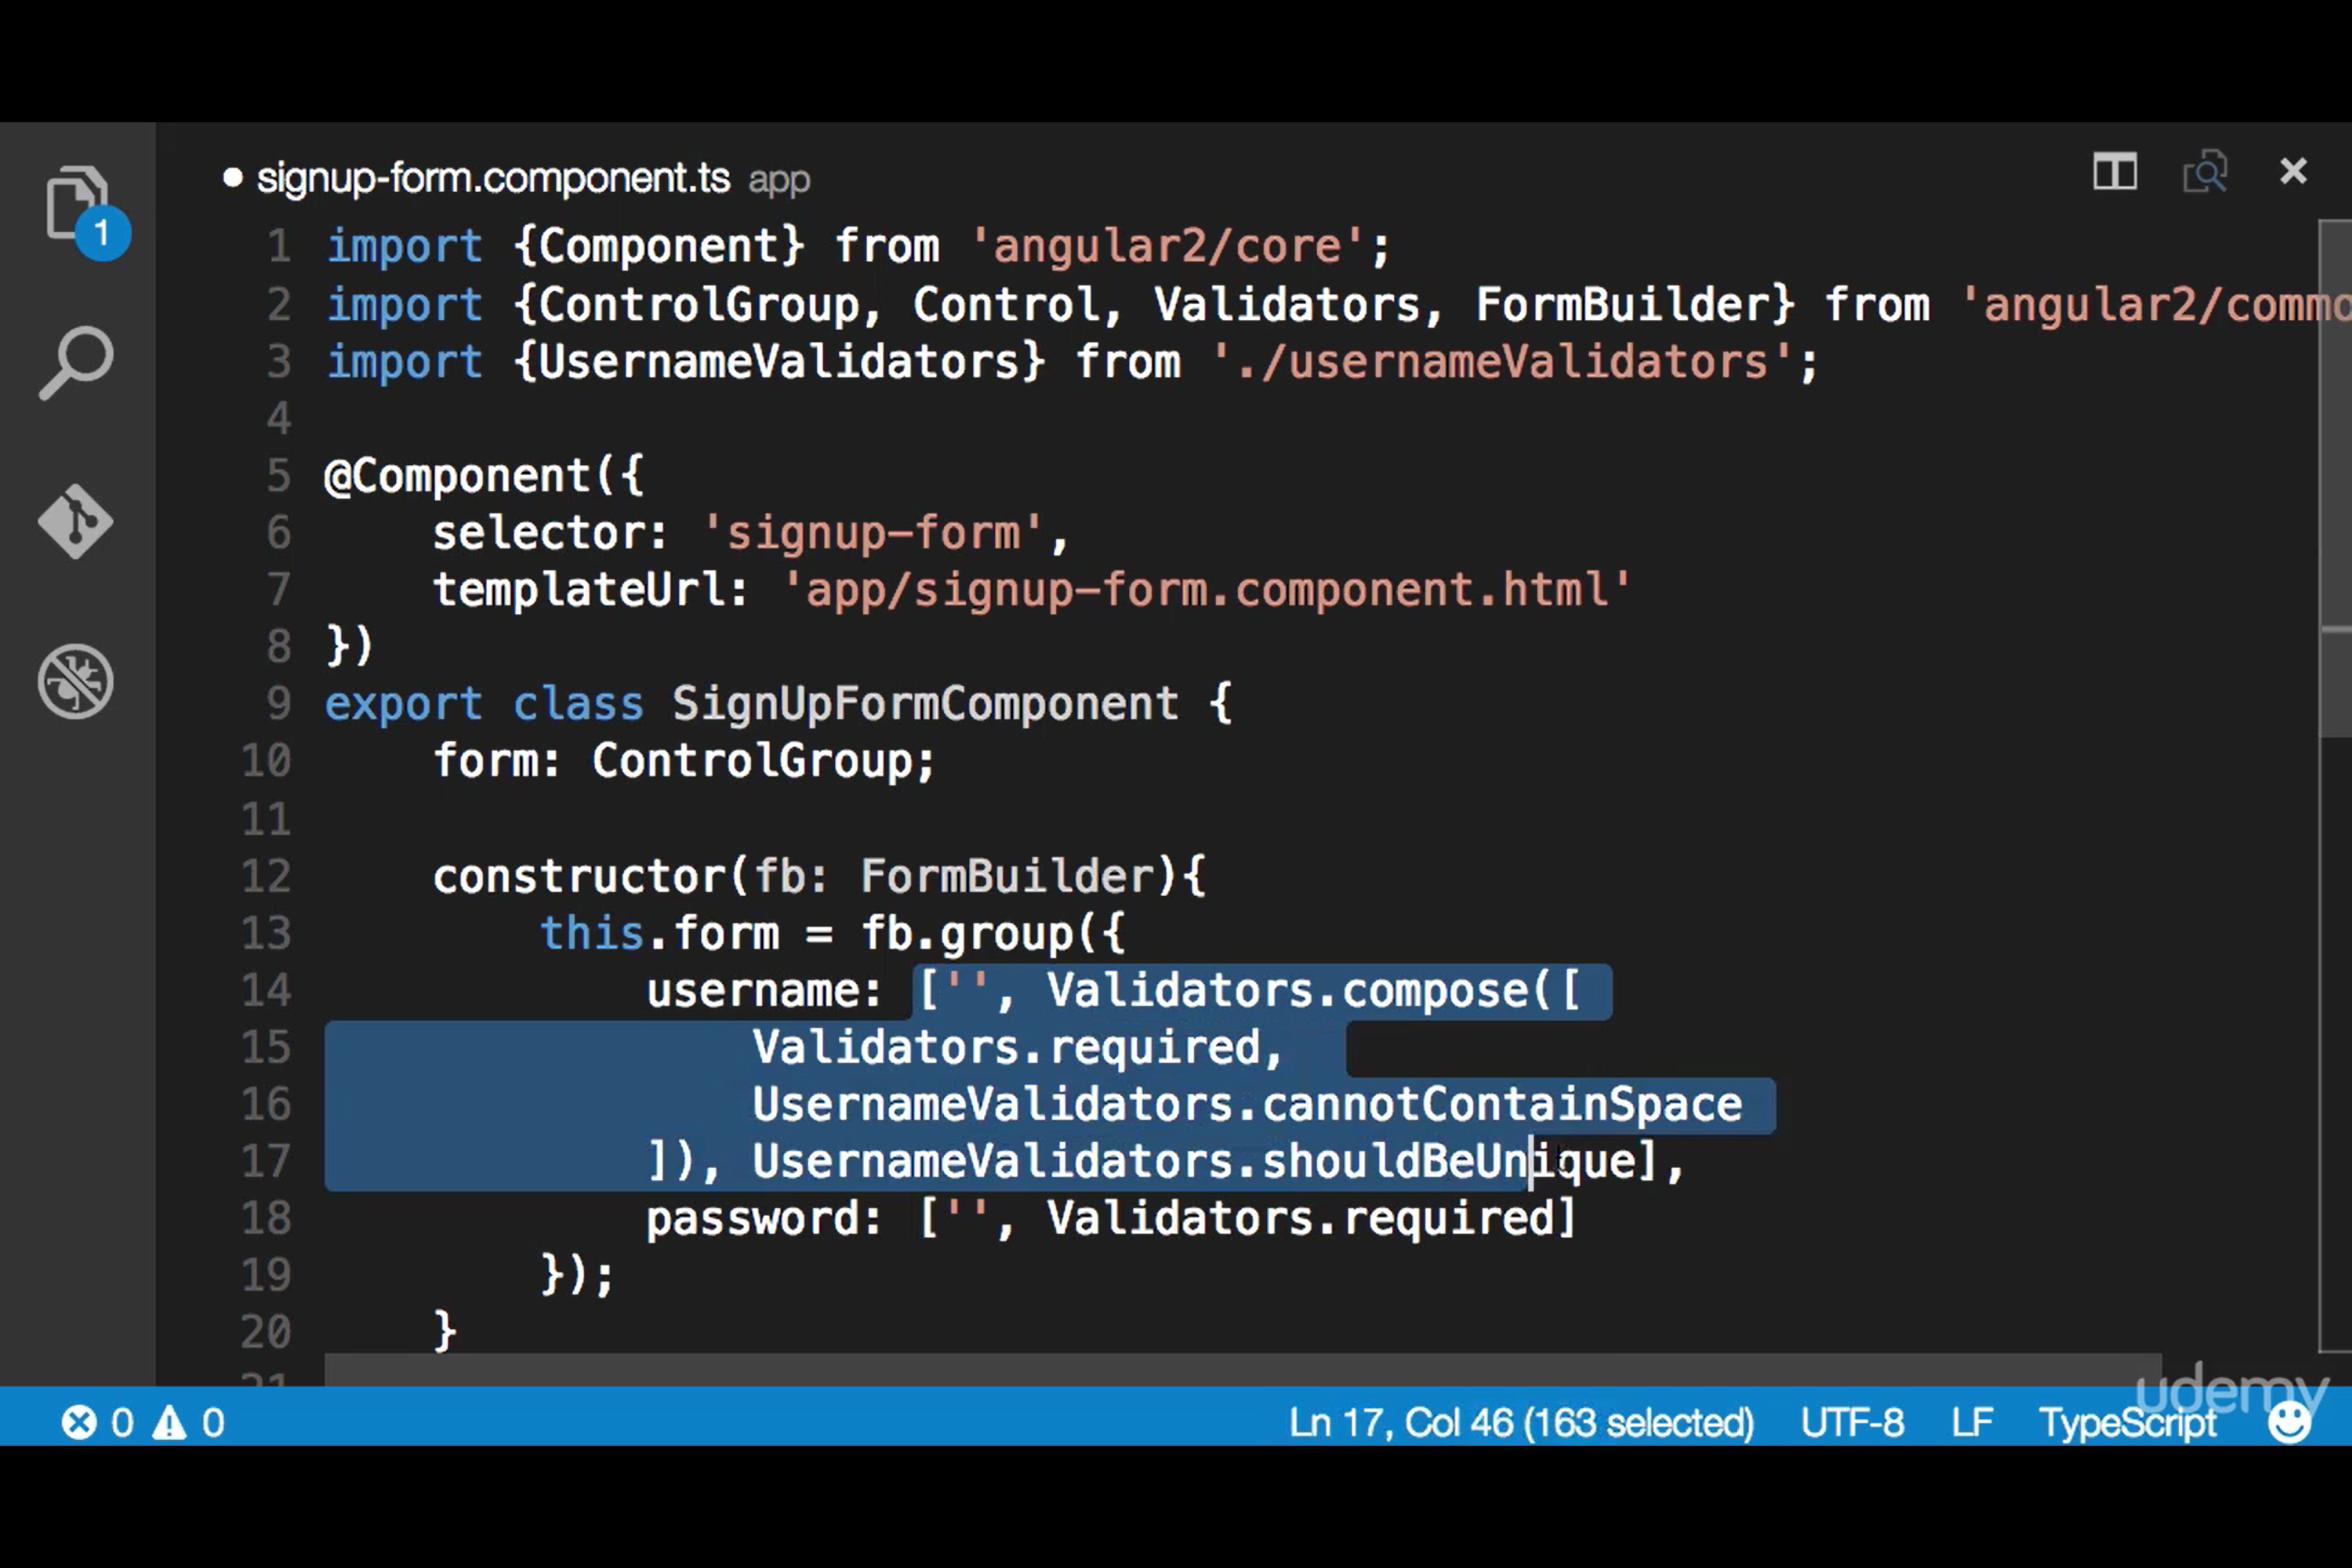 signup-form.component.ts app
1
1 import {Component} from 'angular2/core';
2 import {ControlGroup, Control, Validators, FormBuilder} from 'angular2/commo
3 import {UsernameValidators} from './usernameValidators';
4
5 @Component({
6 selector: 'signup-form',
7 templateUrl: 'app/signup-form.component.html'
8 })
9 export class SignUpFormComponent {
10 form: ControlGroup;
11
12 constructor(fb: FormBuilder){
13 this.form = fb.group({
14 username: ['', Validators.compose([
15 Validators.required,
16 UsernameValidators.cannotContainSpace
17 ]), UsernameValidators.shouldBeUnique],
18 password: ['', Validators.required]
19 });
20 }
21
udemy
0 0 Ln 17, Col 46 (163 selected) UTF-8 LF TypeScript